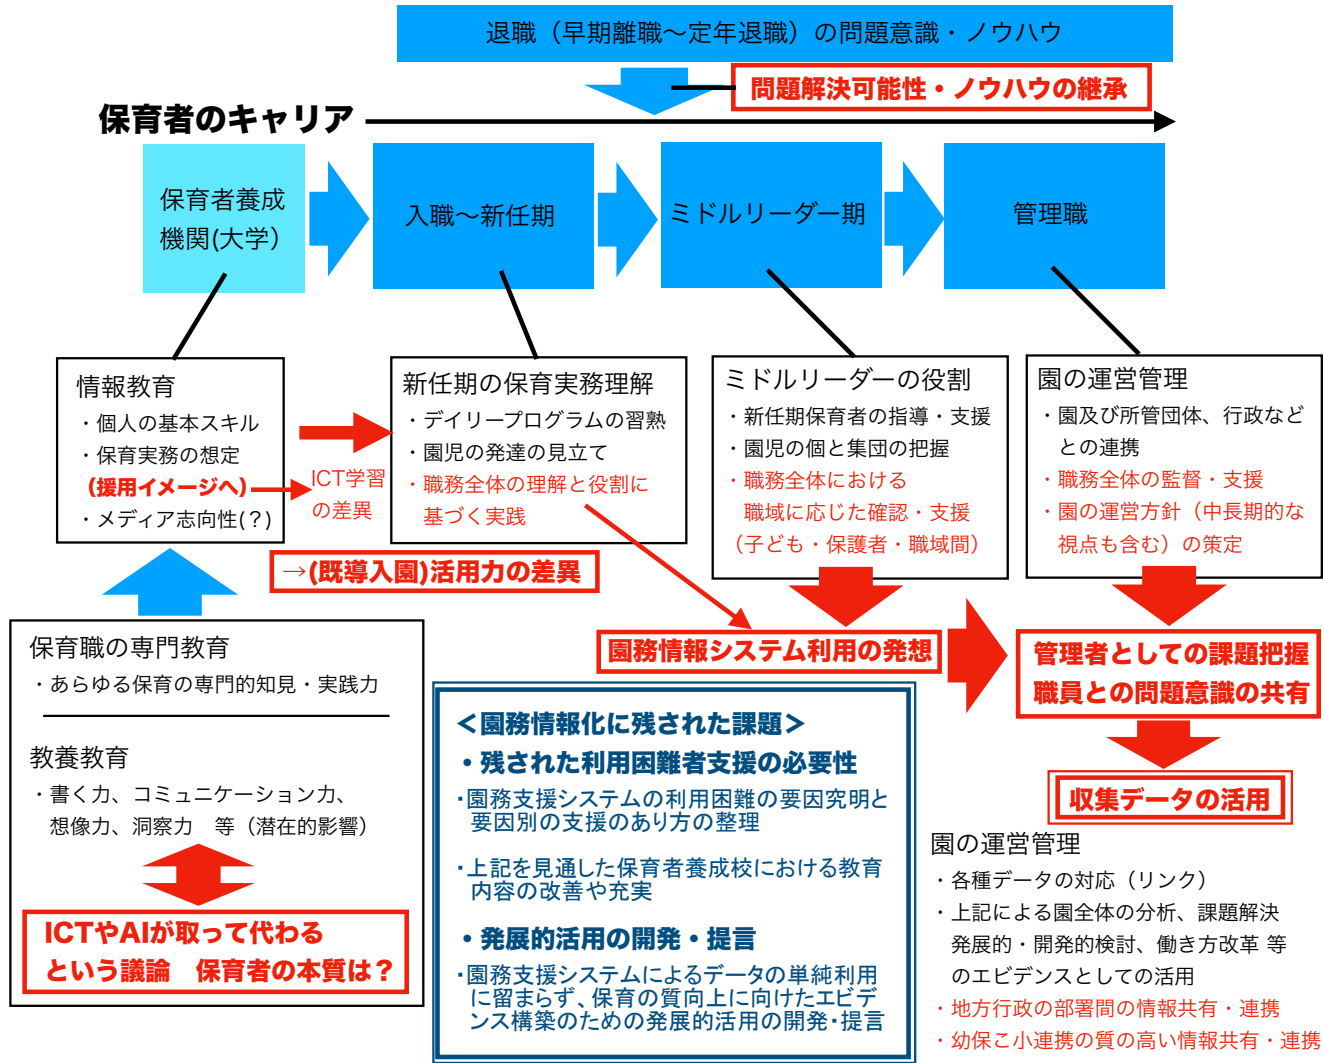 退職（早期離職〜定年退職）の問題意識・ノウハウ
問題解決可能性・ノウハウの継承
保育者のキャリア
保育者養成
機関(大学）
入職〜新任期
ミドルリーダー期
管理職
情報教育
・個人の基本スキル
・保育実務の想定
（援用イメージへ）
・メディア志向性(？)
ICT学習
の差異
新任期の保育実務理解
・デイリープログラムの習熟
・園児の発達の見立て
・職務全体の理解と役割に
基づく実践
ミドルリーダーの役割
・新任期保育者の指導・支援
・園児の個と集団の把握
・職務全体における
職域に応じた確認・支援
（子ども・保護者・職域間）
園の運営管理
・園及び所管団体、行政など
との連携
・職務全体の監督・支援
・園の運営方針（中長期的な
視点も含む）の策定
→(既導入園)活用力の差異
保育職の専門教育
・あらゆる保育の専門的知見・実践力
教養教育
・書く力、コミュニケーション力、
想像力、洞察力　等（潜在的影響）
ICTやAIが取って代わる
という議論　保育者の本質は？
園務情報システム利用の発想
管理者としての課題把握
職員との問題意識の共有
収集データの活用
＜園務情報化に残された課題＞
・残された利用困難者支援の必要性
・園務支援システムの利用困難の要因究明と
要因別の支援のあり方の整理
・上記を見通した保育者養成校における教育
内容の改善や充実
・発展的活用の開発・提言
・園務支援システムによるデータの単純利用
に留まらず、保育の質向上に向けたエビデ
ンス構築のための発展的活用の開発・提言
園の運営管理
・各種データの対応（リンク）
・上記による園全体の分析、課題解決
発展的・開発的検討、働き方改革 等
のエビデンスとしての活用
・地方行政の部署間の情報共有・連携
・幼保こ小連携の質の高い情報共有・連携